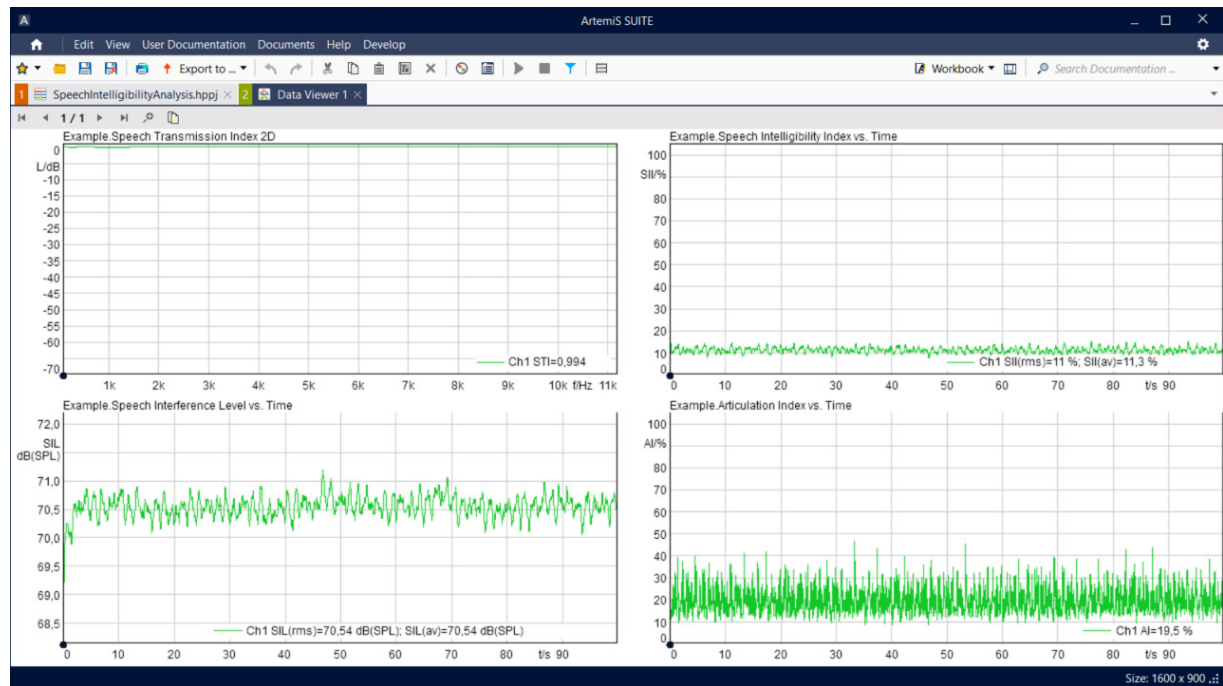 ArtemiS SUITE
Edit View User Documentation Documents Help Develop
Export to ... Workbook Search Documentation ...
1 SpeechIntelligibilityAnalysis.hppj 2 Data Viewer 1
1 / 1
Example.Speech Transmission Index 2D
0
L/dB
-10
-15
-20
-25
-30
-35
-40
-45
-50
-55
-60
-70
Ch1 STI=0,994
1k 2k 3k 4k 5k 6k 7k 8k 9k 10k f/Hz 11k
Example.Speech Intelligibility Index vs. Time
100
SII/%
80
70
60
50
40
30
20
10
0
Ch1 SII(rms)=11 %; SII(av)=11,3 %
0 10 20 30 40 50 60 70 80 t/s 90
Example.Speech Interference Level vs. Time
72,0
SIL
dB(SPL)
71,0
70,5
70,0
69,5
69,0
68,5
Ch1 SIL(rms)=70,54 dB(SPL); SIL(av)=70,54 dB(SPL)
0 10 20 30 40 50 60 70 80 t/s 90
Example.Articulation Index vs. Time
100
AI/%
80
70
60
50
40
30
20
10
0
Ch1 AI=19,5 %
0 10 20 30 40 50 60 70 80 t/s 90
Size: 1600 x 900